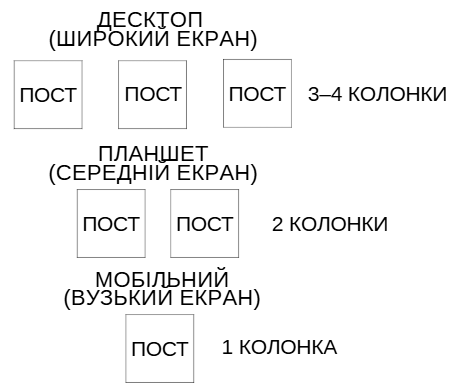 ДЕСКТОП
(ШИРОКИЙ ЕКРАН)
ПОСТ ПОСТ ПОСТ 3–4 КОЛОНКИ
ПЛАНШЕТ
(СЕРЕДНІЙ ЕКРАН)
ПОСТ ПОСТ 2 КОЛОНКИ
МОБІЛЬНИЙ
(ВУЗЬКИЙ ЕКРАН)
ПОСТ 1 КОЛОНКА